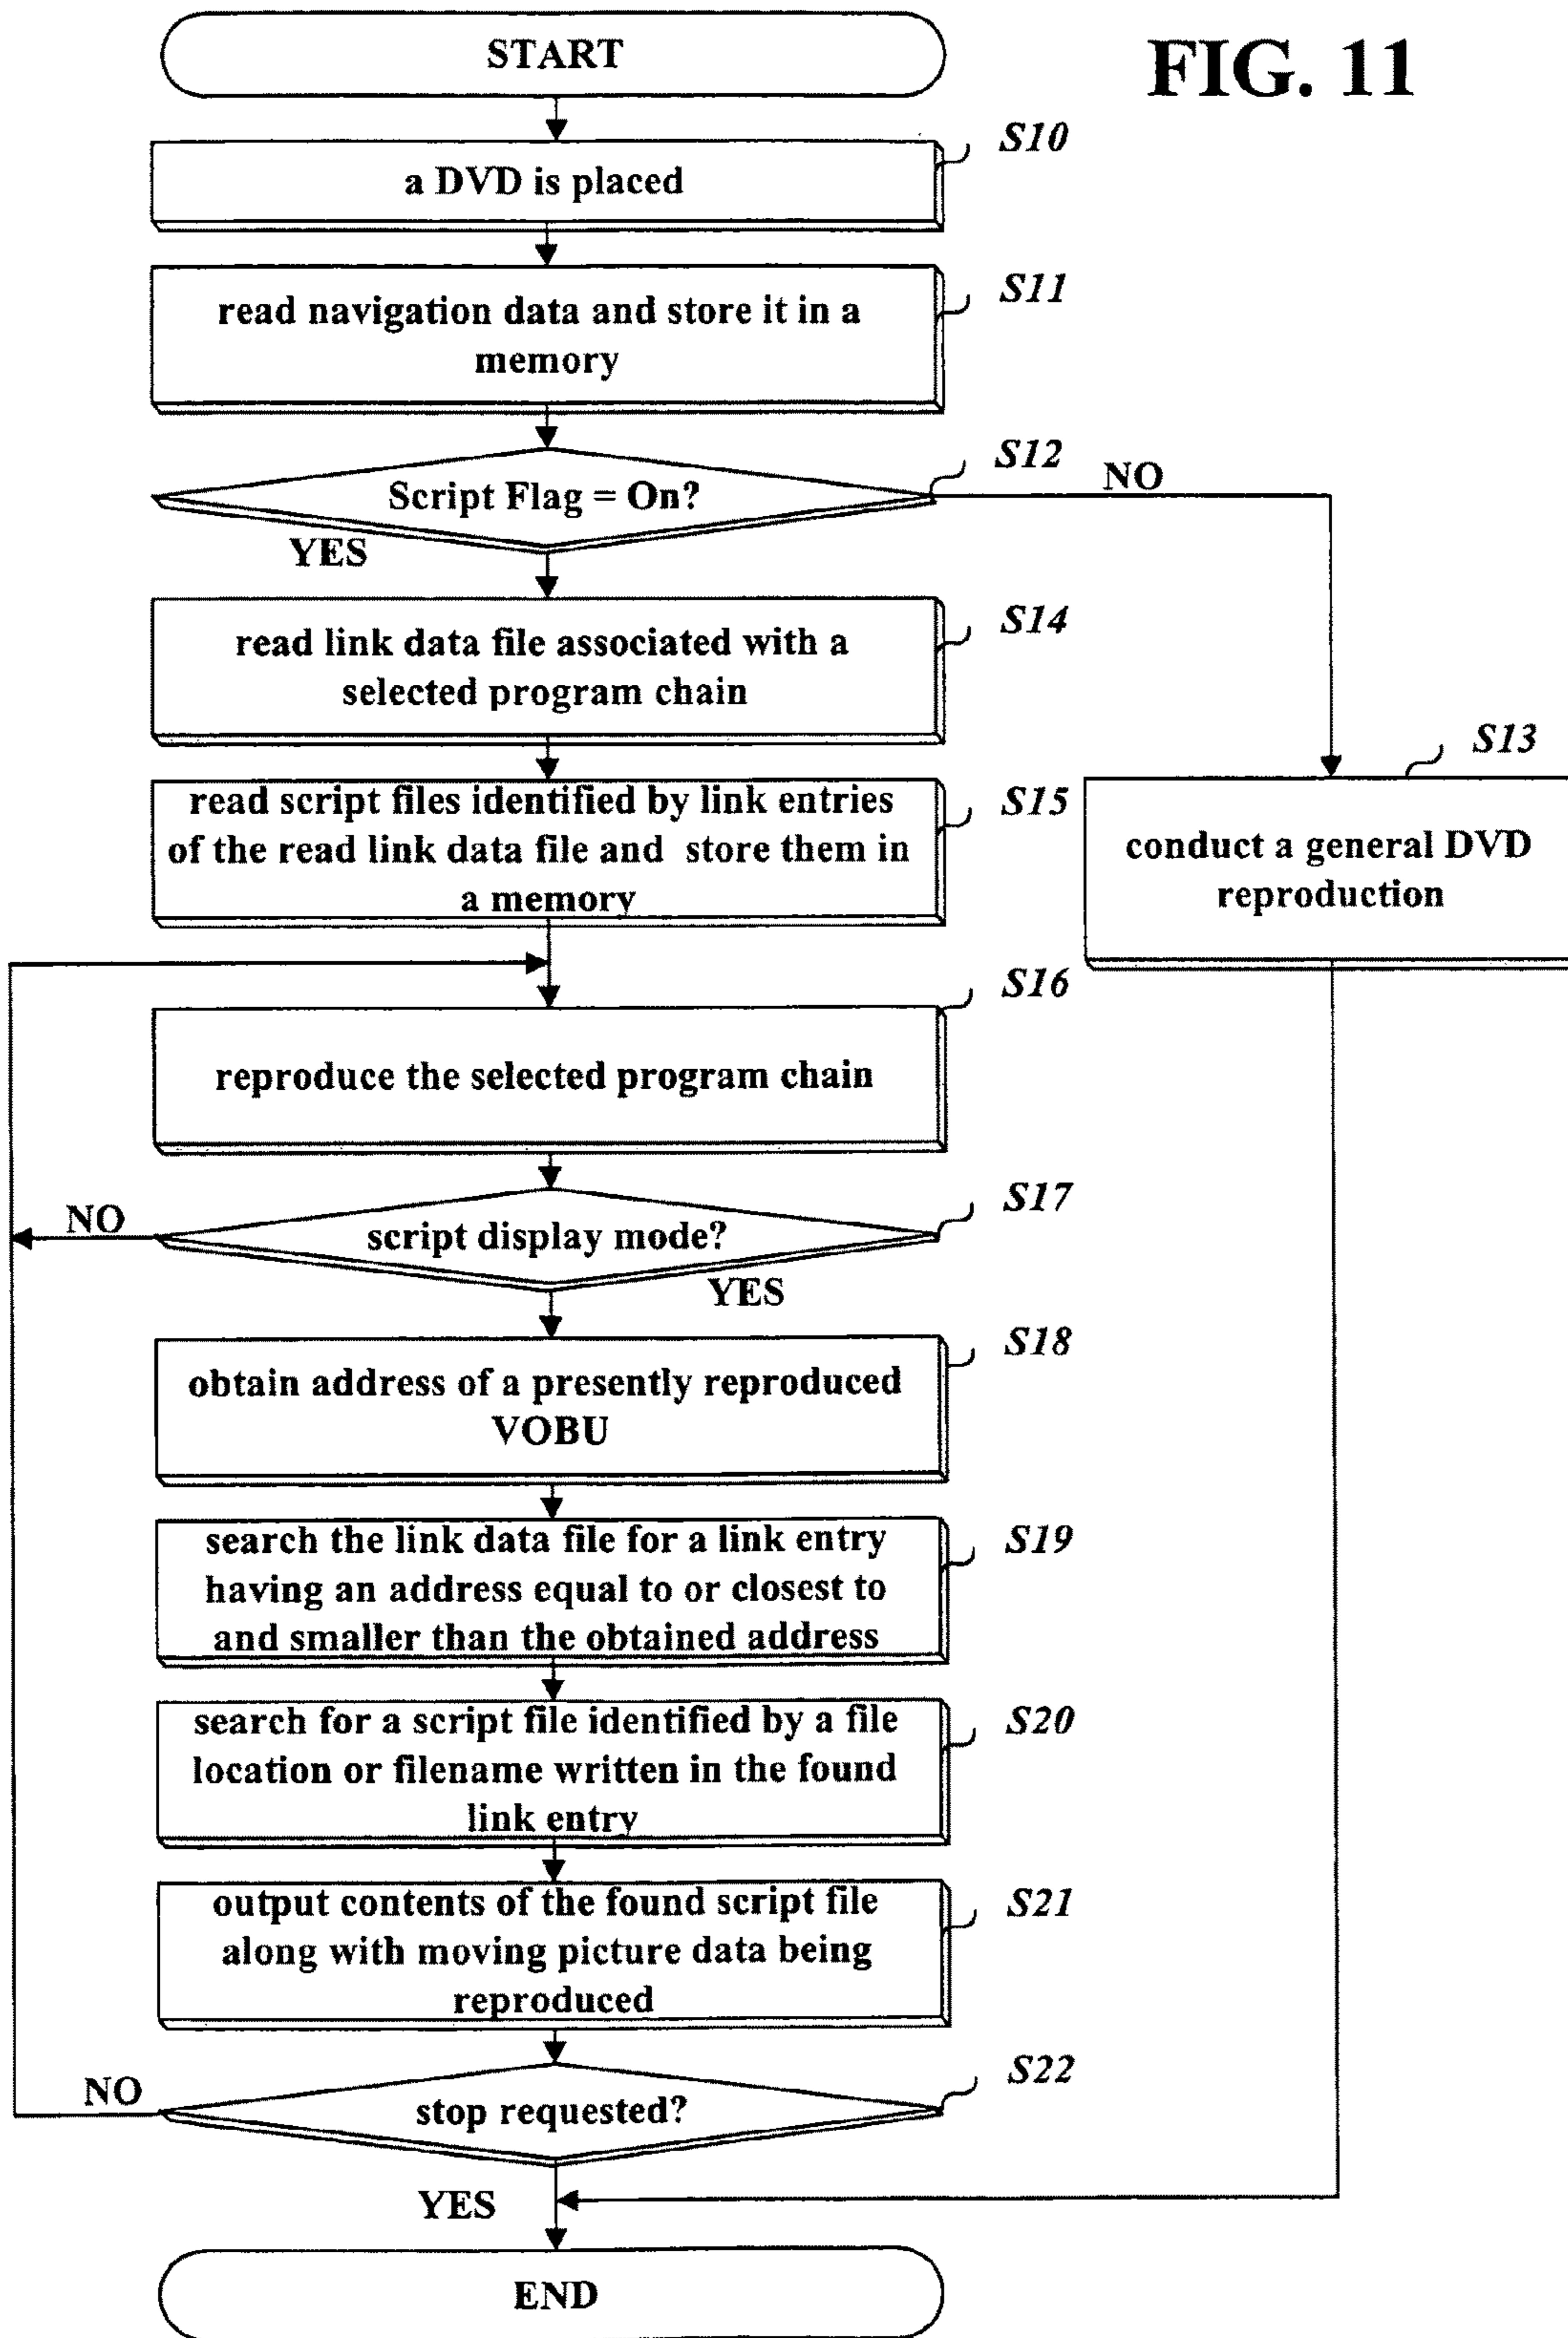 FIG. 11
START
S10
a DVD is placed
S11
read navigation data and store it in a
memory
S12
Script Flag = On?
NO
YES
S14
read link data file associated with a
selected program chain
S13
conduct a general DVD
reproduction
S15
read script files identified by link entries
of the read link data file and store them in
a memory
S16
reproduce the selected program chain
S17
script display mode?
NO
YES
S18
obtain address of a presently reproduced
VOBU
S19
search the link data file for a link entry
having an address equal to or closest to
and smaller than the obtained address
S20
search for a script file identified by a file
location or filename written in the found
link entry
S21
output contents of the found script file
along with moving picture data being
reproduced
S22
stop requested?
NO
YES
END